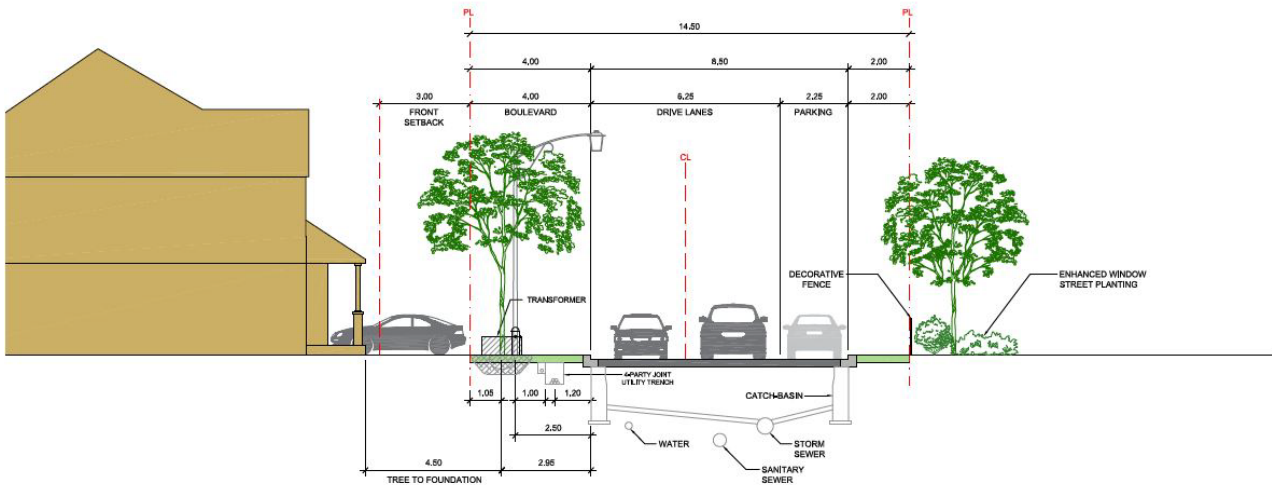 PL
PL
14.50
4.00
8.50
2.00
3.00
4.00
6.25
2.25
2.00
FRONT
SETBACK
BOULEVARD
DRIVE LANES
PARKING
CL
DECORATIVE
FENCE
ENHANCED WINDOW
STREET PLANTING
TRANSFORMER
4-PARTY JOINT
UTILITY TRENCH
1.05
1.00
1.20
CATCH-BASIN
2.50
WATER
STORM
SEWER
SANITARY
SEWER
4.50
2.95
TREE TO FOUNDATION